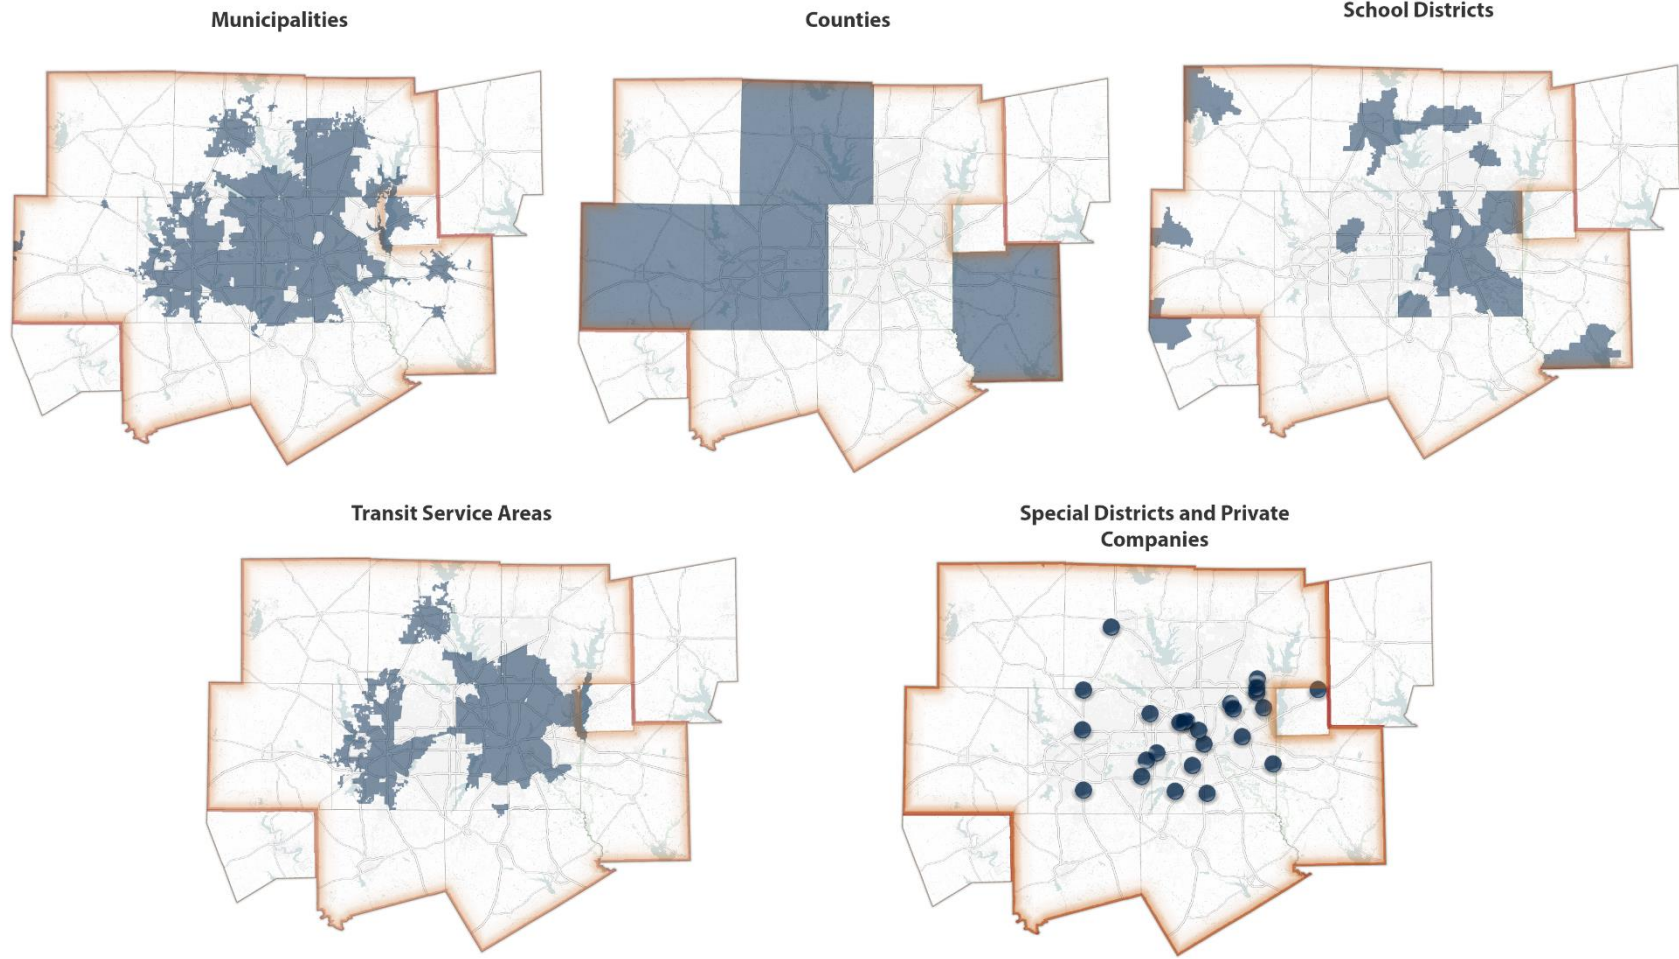 Municipalities
Counties
School Districts
Transit Service Areas
Special Districts and Private
Companies